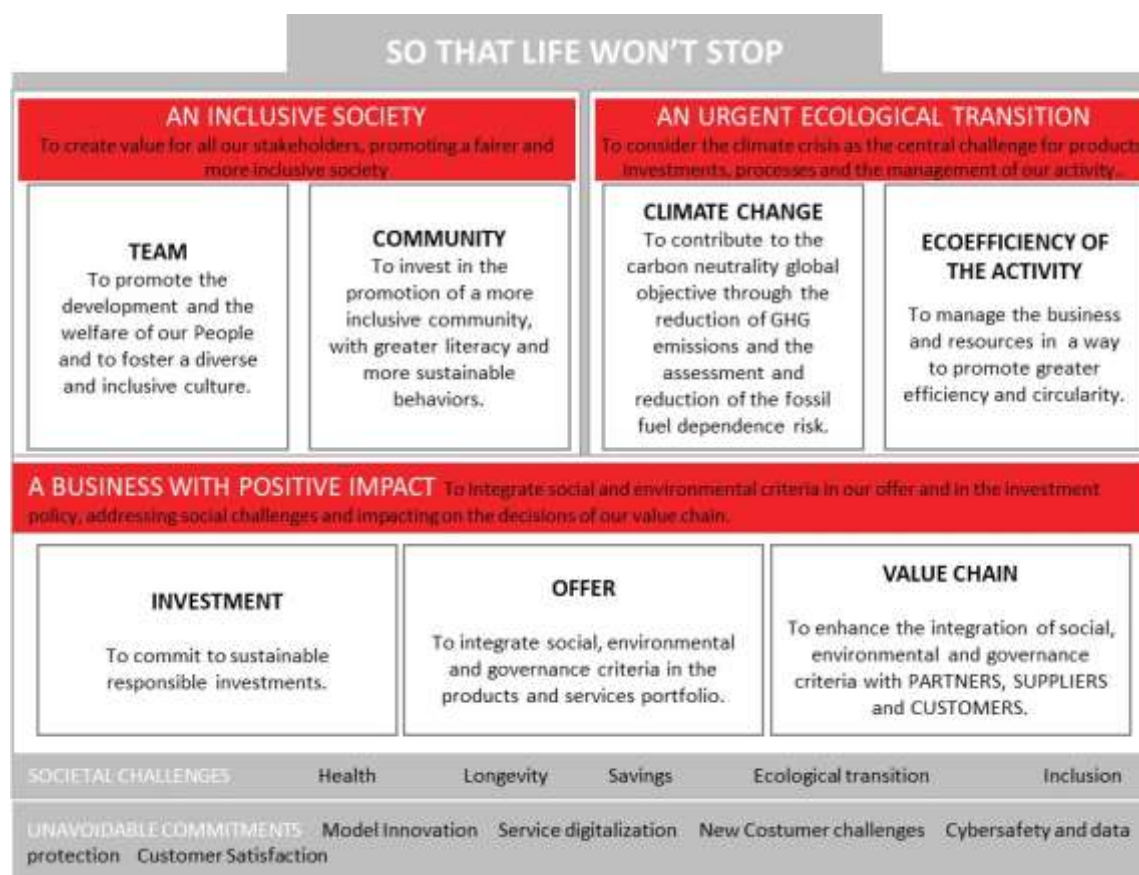 SO THAT LIFE WON'T STOP
AN INCLUSIVE SOCIETY
To create value for all our stakeholders, promoting a fairer and
more inclusive society
AN URGENT ECOLOGICAL TRANSITION
To consider the climate crisis as the central challenge for products
investments, processes and the management of our activity..
TEAM
To promote the
development and the
welfare of our People
and to foster a diverse
and inclusive culture.
COMMUNITY
To invest in the
promotion of a more
inclusive community,
with greater literacy and
more sustainable
behaviors.
CLIMATE CHANGE
To contribute to the
carbon neutrality global
objective through the
reduction of GHG
emissions and the
assessment and
reduction of the fossil
fuel dependence risk.
ECOEFFICIENCY OF
THE ACTIVITY
To manage the business
and resources in a way
to promote greater
efficiency and circularity.
A BUSINESS WITH POSITIVE IMPACT To integrate social and environmental criteria in our offer and in the investment
policy, addressing social challenges and impacting on the decisions of our value chain.
INVESTMENT
To commit to sustainable
responsible investments.
OFFER
To integrate social, environmental
and governance criteria in the
products and services portfolio.
VALUE CHAIN
To enhance the integration of social,
environmental and governance
criteria with PARTNERS, SUPPLIERS
and CUSTOMERS.
SOCIETAL CHALLENGES Health Longevity Savings Ecological transition Inclusion
UNAVOIDABLE COMMITMENTS Model Innovation Service digitalization New Costumer challenges Cybersafety and data
protection Customer Satisfaction